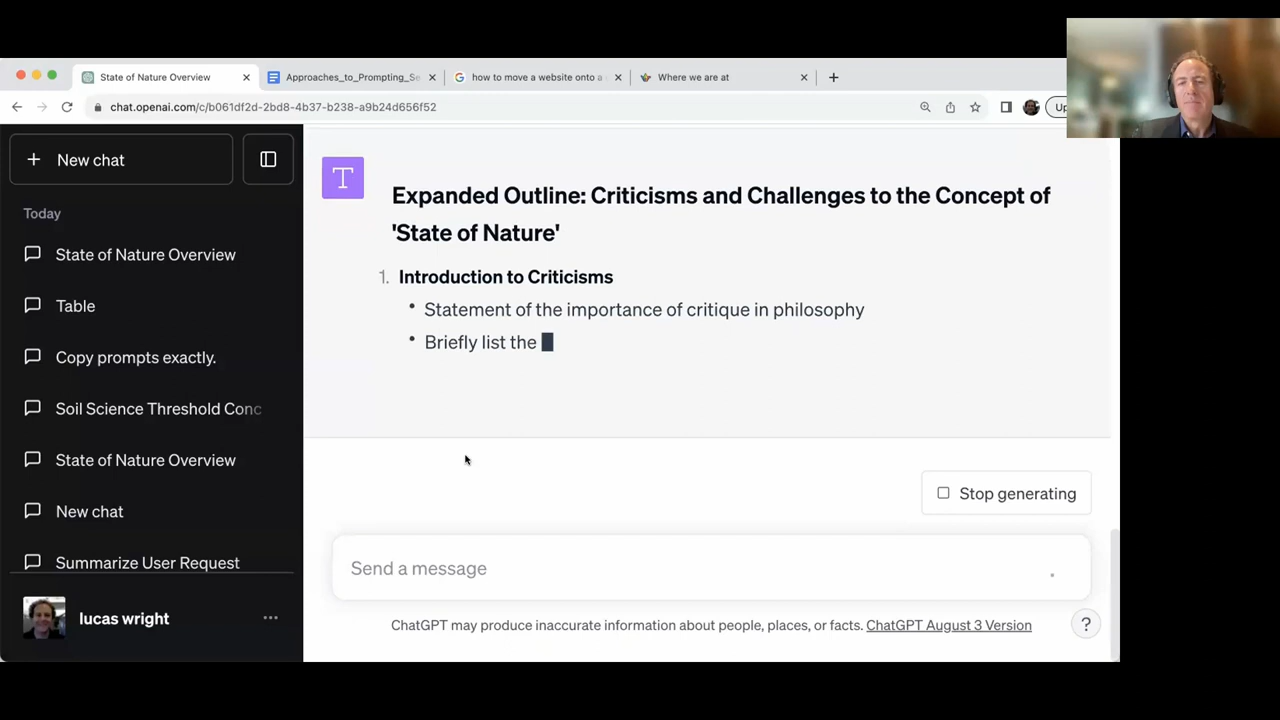 State of Nature Overview
Approaches_to_Prompting_Se
how to move a website onto a
Where we are at
chat.openai.com/c/b061df2d-2bd8-4b37-b238-a9b24d656f52
Up
New chat
Today
State of Nature Overview
Table
Copy prompts exactly.
Soil Science Threshold Conc
State of Nature Overview
New chat
Summarize User Request
lucas wright
T
Expanded Outline: Criticisms and Challenges to the Concept of
'State of Nature'
1. Introduction to Criticisms
• Statement of the importance of critique in philosophy
• Briefly list the
Stop generating
Send a message
ChatGPT may produce inaccurate information about people, places, or facts. ChatGPT August 3 Version
?